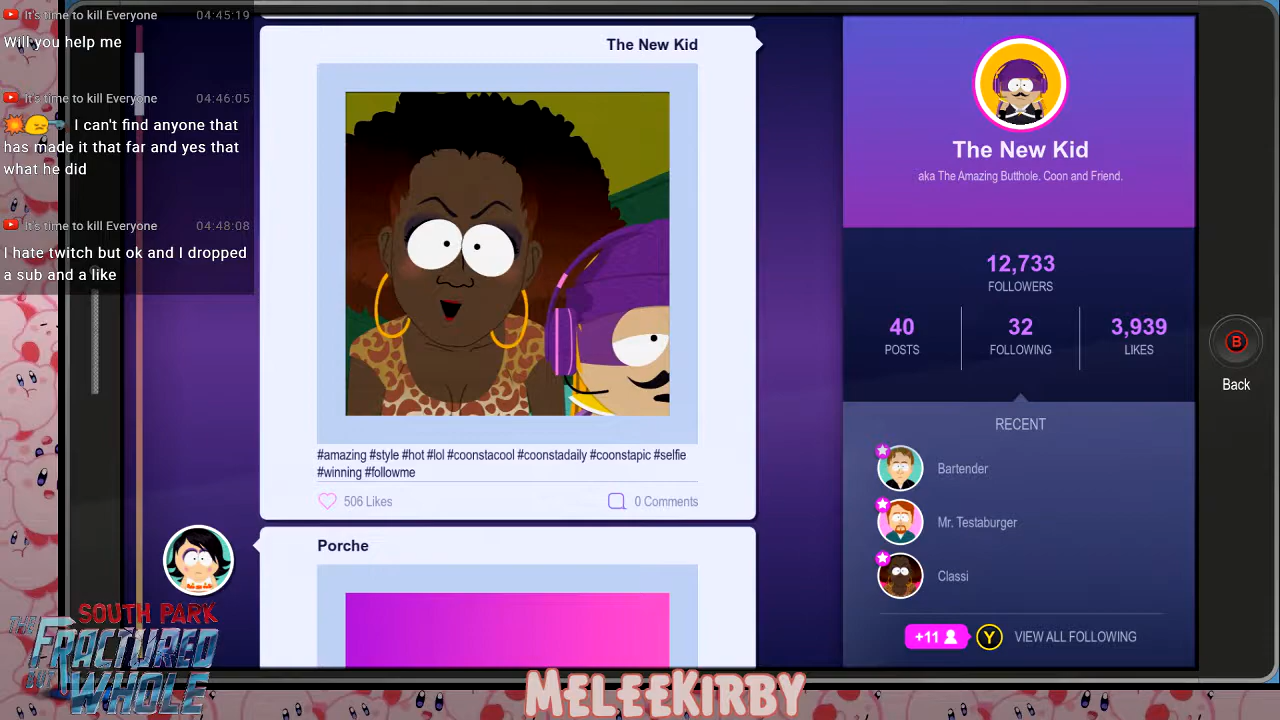 It's time to kill Everyone 04:45:19
Will you help me
It's time to kill Everyone 04:46:05
I can't find anyone that
has made it that far and yes that
what he did
It's time to kill Everyone 04:48:08
I hate twitch but ok and I dropped
a sub and a like
The New Kid
#amazing #style #hot #lol #coonstacool #coonstadaily #coonstapic #selfie
#winning #followme
506 Likes
0 Comments
Porche
The New Kid
aka The Amazing Butthole. Coon and Friend.
12,733
FOLLOWERS
40
POSTS
32
FOLLOWING
3,939
LIKES
RECENT
Bartender
Mr. Testaburger
Classi
+11
Y
VIEW ALL FOLLOWING
B
Back
SOUTH PARK
THE
FRACTURED
BUT
WHOLE
MELEEKIRBY